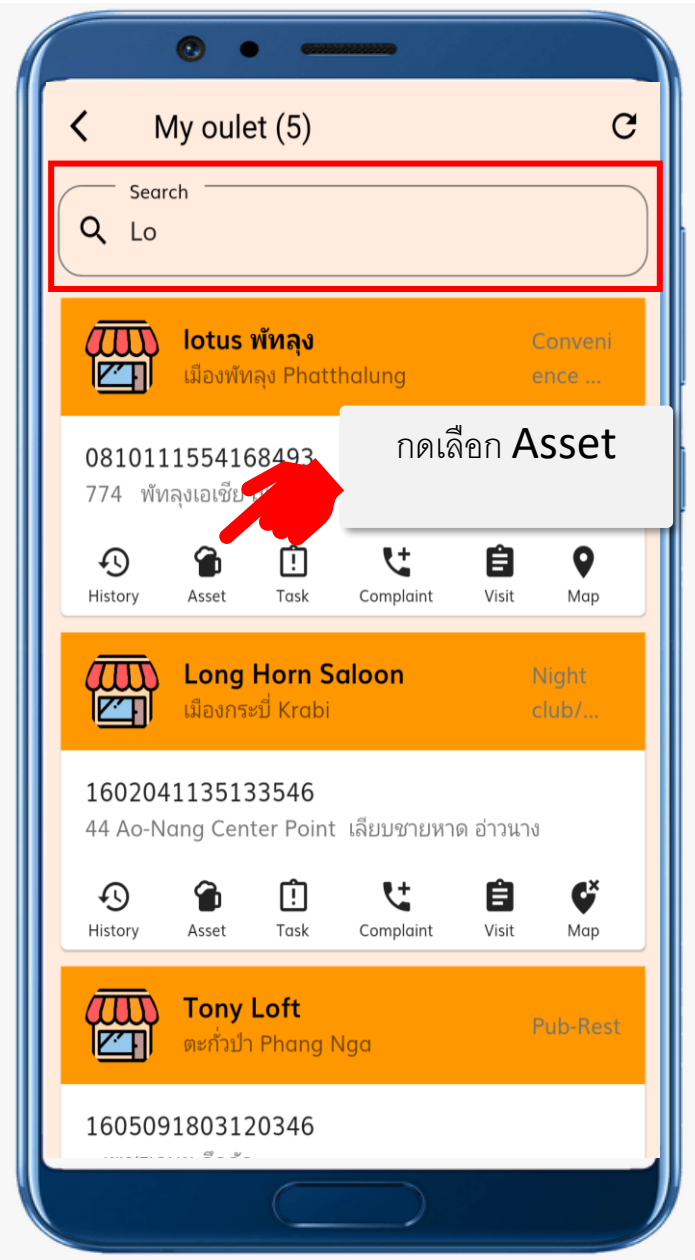 My oulet (5)
Search
Lo
lotus พัทลุง
เมืองพัทลุง Phatthalung
Conveni
ence ...
กดเลือก Asset
0810111554168493
774 พัทลุงเอเชีย
History Asset Task Complaint Visit Map
Long Horn Saloon
เมืองกระบี่ Krabi
Night
club/...
1602041135133546
44 Ao-Nang Center Point เลียบชายหาด อ่าวนาง
History Asset Task Complaint Visit Map
Tony Loft
ตะกั่วป่า Phang Nga
Pub-Rest
1605091803120346